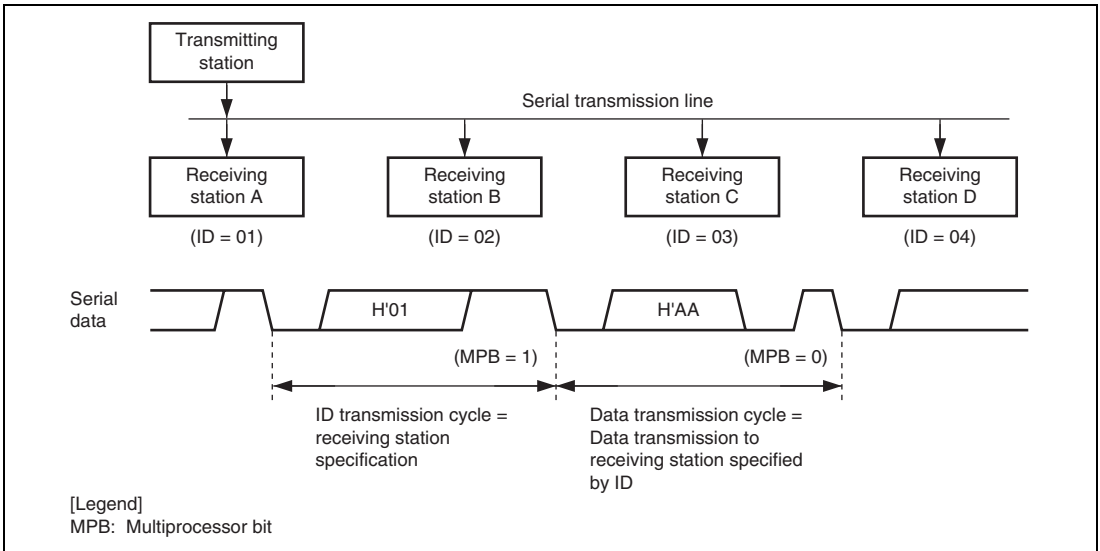 Transmitting
station
Serial transmission line
Receiving
station A
Receiving
station B
Receiving
station C
Receiving
station D
(ID = 01)
(ID = 02)
(ID = 03)
(ID = 04)
Serial
data
H'01
H'AA
(MPB = 1)
(MPB = 0)
ID transmission cycle =
receiving station
specification
Data transmission cycle =
Data transmission to
receiving station specified
by ID
[Legend]
MPB: Multiprocessor bit